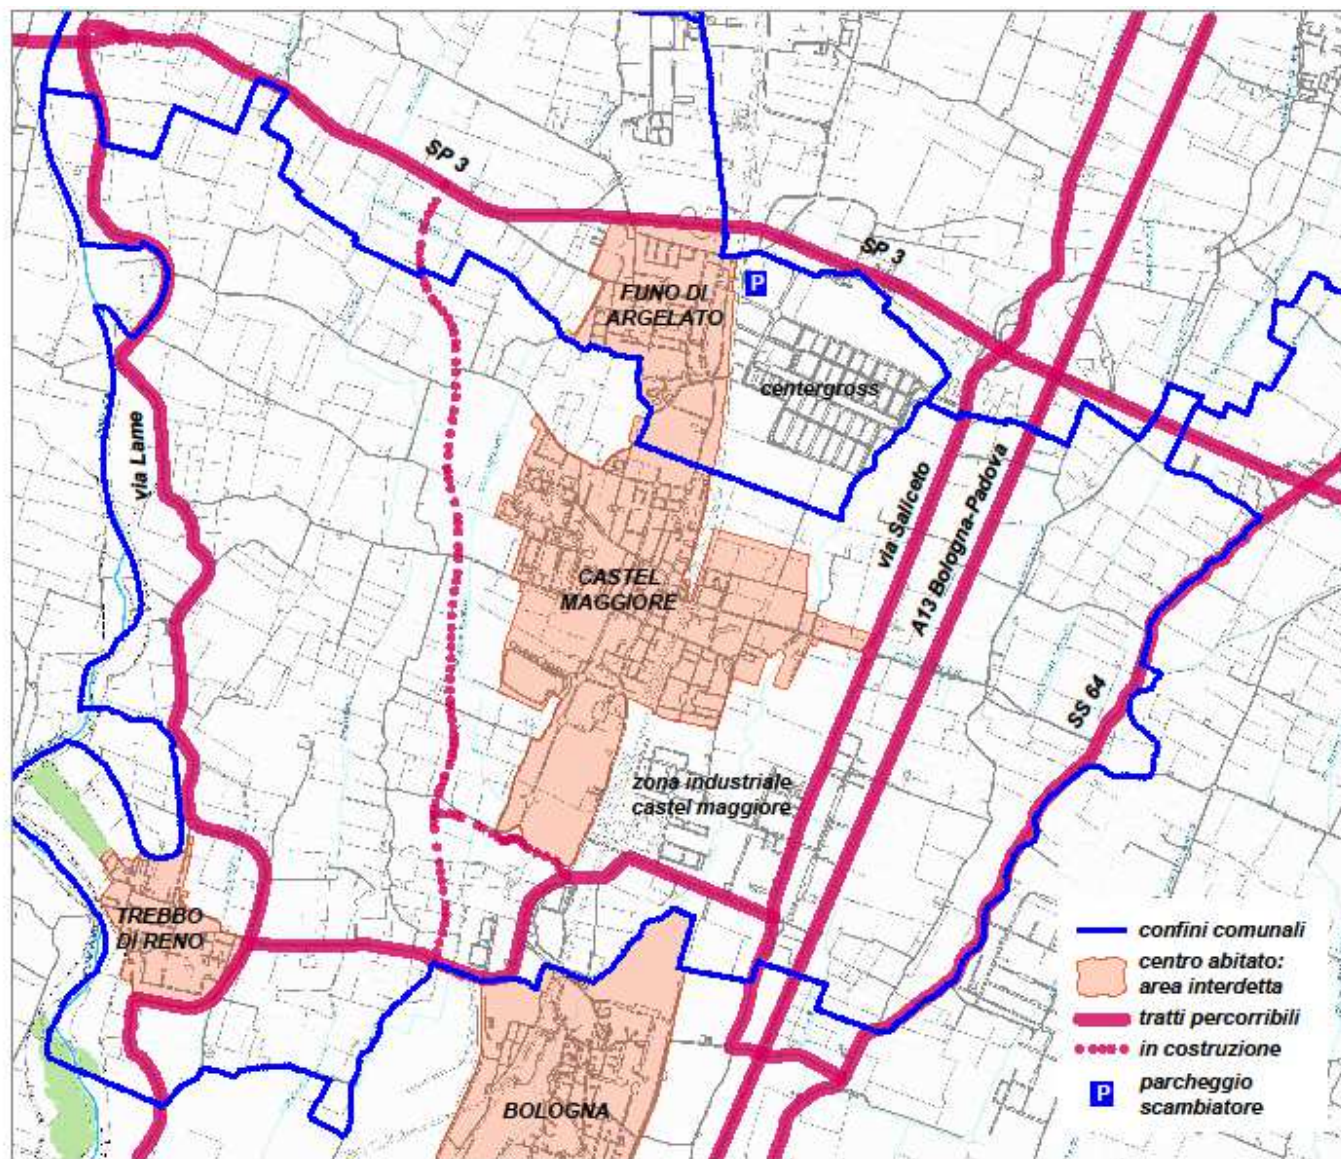 SP 3
SP 3
FUNO DI
ARGELATO
P
centergross
via Lame
via Saliceto
A13 Bologna-Padova
CASTEL
MAGGIORE
SS 64
zona industriale
castel maggiore
TREBBO
DI RENO
BOLOGNA
confini comunali
centro abitato:
area interdetta
tratti percorribili
in costruzione
P
parcheggio
scambiatore